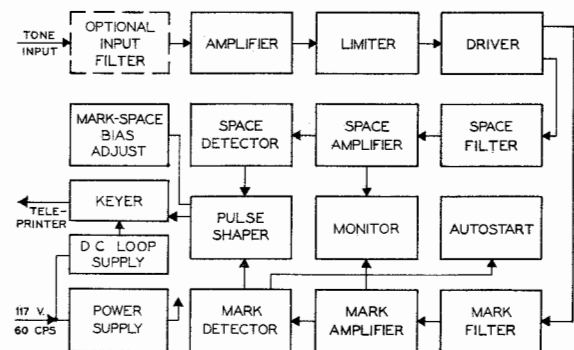 TONE
INPUT
OPTIONAL
INPUT
FILTER
AMPLIFIER
LIMITER
DRIVER
MARK-SPACE
BIAS
ADJUST
SPACE
DETECTOR
SPACE
AMPLIFIER
SPACE
FILTER
KEYER
TELE-
PRINTER
PULSE
SHAPER
MONITOR
AUTOSTART
D C LOOP
SUPPLY
117 V.
60 CPS
POWER
SUPPLY
MARK
DETECTOR
MARK
AMPLIFIER
MARK
FILTER